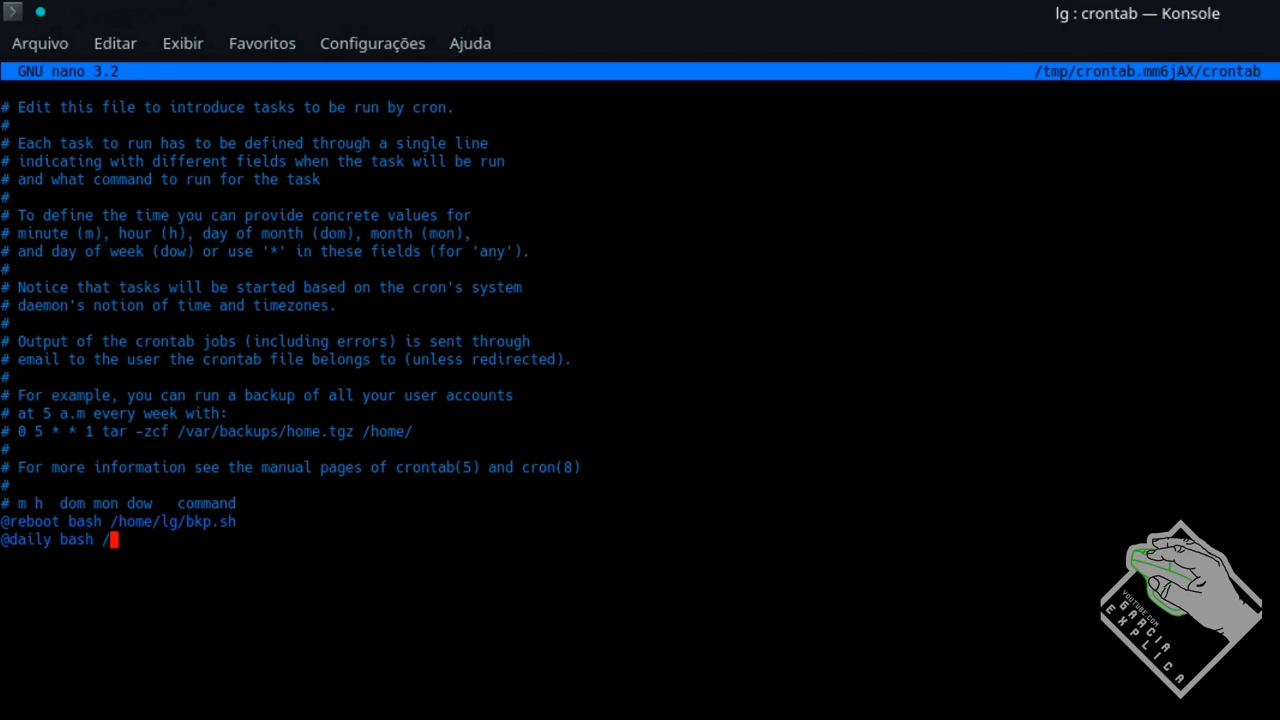 lg : crontab — Konsole
Arquivo Editar Exibir Favoritos Configurações Ajuda
GNU nano 3.2 /tmp/crontab.mm6jAX/crontab
# Edit this file to introduce tasks to be run by cron.
#
# Each task to run has to be defined through a single line
# indicating with different fields when the task will be run
# and what command to run for the task
#
# To define the time you can provide concrete values for
# minute (m), hour (h), day of month (dom), month (mon),
# and day of week (dow) or use '*' in these fields (for 'any').
#
# Notice that tasks will be started based on the cron's system
# daemon's notion of time and timezones.
#
# Output of the crontab jobs (including errors) is sent through
# email to the user the crontab file belongs to (unless redirected).
#
# For example, you can run a backup of all your user accounts
# at 5 a.m every week with:
# 0 5 * * 1 tar -zcf /var/backups/home.tgz /home/
#
# For more information see the manual pages of crontab(5) and cron(8)
#
# m h  dom mon dow   command
@reboot bash /home/lg/bkp.sh
@daily bash /
YOUTUBE.COM
GARCIA
EXPLICA